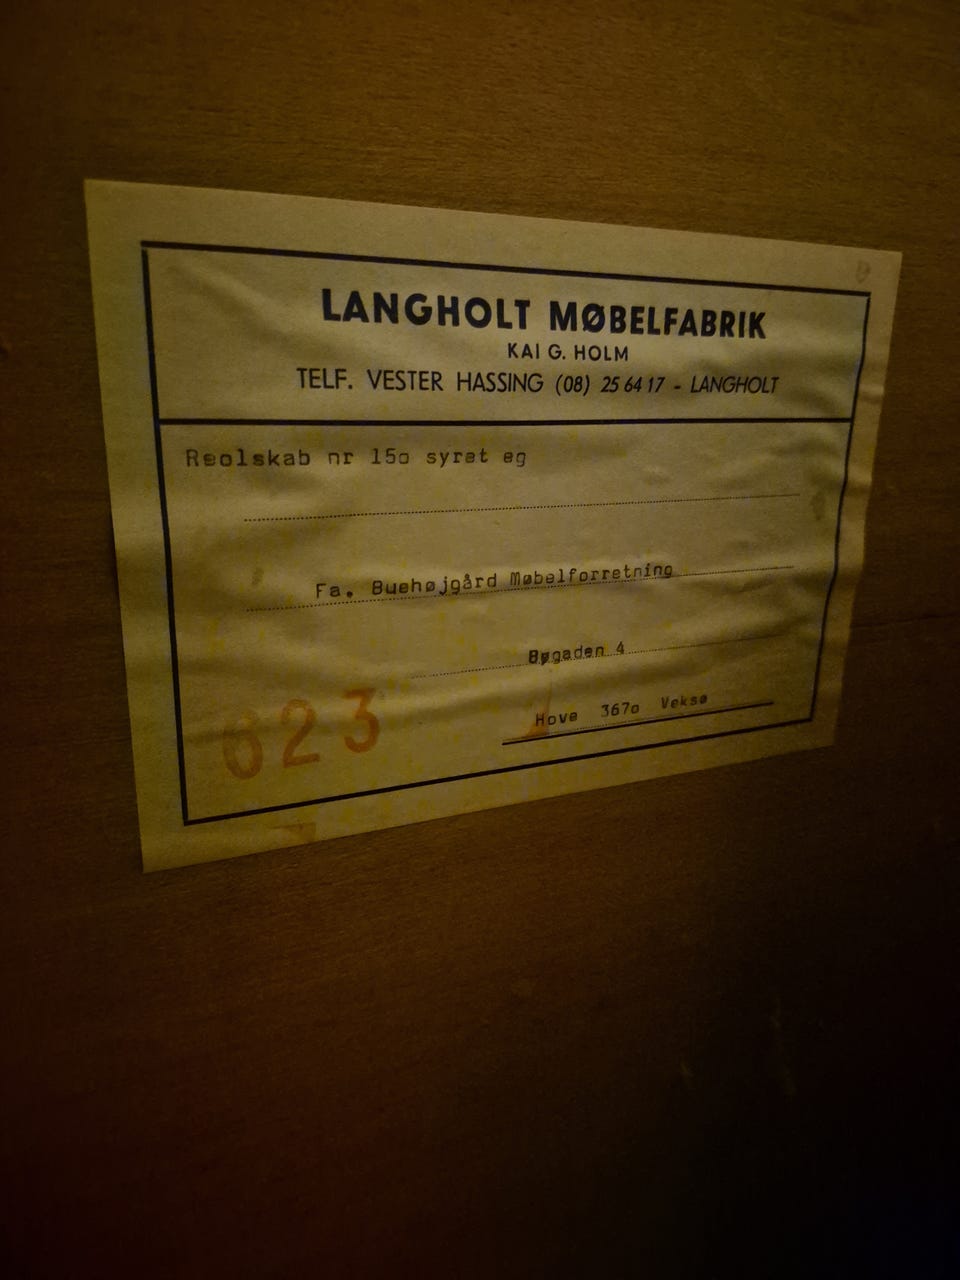 LANGHOLT MØBELFABRIK
KAI G. HOLM
TELF. VESTER HASSING (08) 25 64 17 - LANGHOLT
Reolskab nr 15o syret eg
Fa. Buehøjgård Møbelforretning
Bygaden 4
Hove 367o Veksø
623